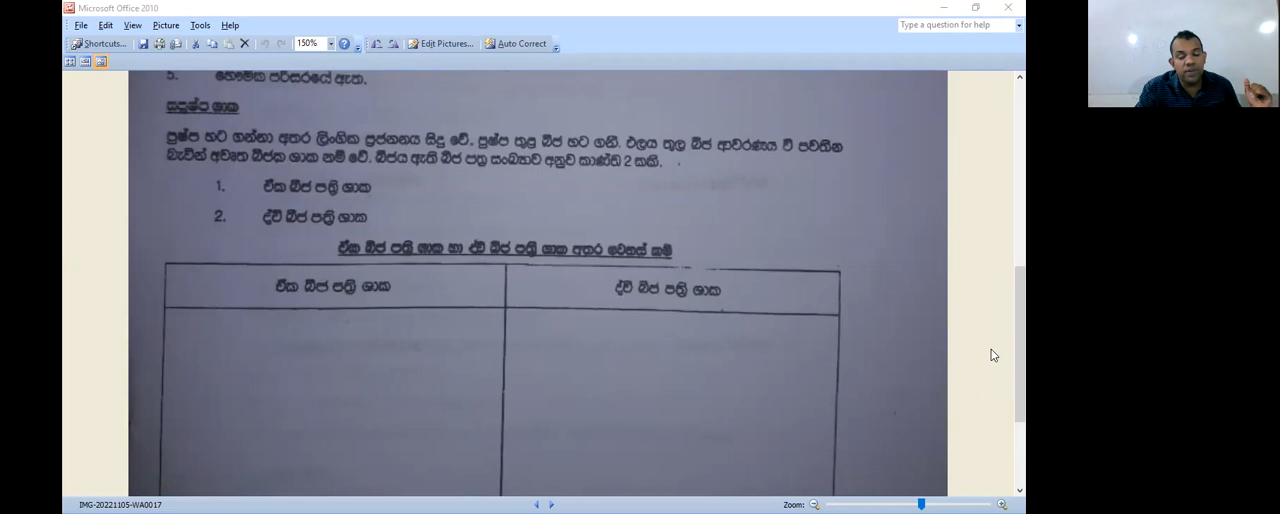 Microsoft Office 2010
File Edit View Picture Tools Help
Type a question for help
Shortcuts... 150% Edit Pictures... Auto Correct
5. භෞමික පරිසරයේ ඇත.
සපුෂ්ප ශාක
පුෂ්ප හට ගන්නා අතර ලිංගික ප්‍රජනනය සිදු වේ. පුෂ්ප තුළ බීජ හට ගනී. ඵලය තුල බීජ ආවරණය වී පවතින
බැවින් අවෘත බීජක ශාක නම් වේ. බීජය ඇති බීජ පත්‍ර සංඛ්‍යාව අනුව කාණ්ඩ 2 කකි.
1. ඒක බීජ පත්‍රී ශාක
2. ද්වි බීජ පත්‍රී ශාක
ඒක බීජ පත්‍රී ශාක හා ද්වි බීජ පත්‍රී ශාක අතර වෙනස් කම්
ඒක බීජ පත්‍රී ශාක ද්වි බීජ පත්‍රී ශාක
IMG-20221105-WA0017 Zoom: